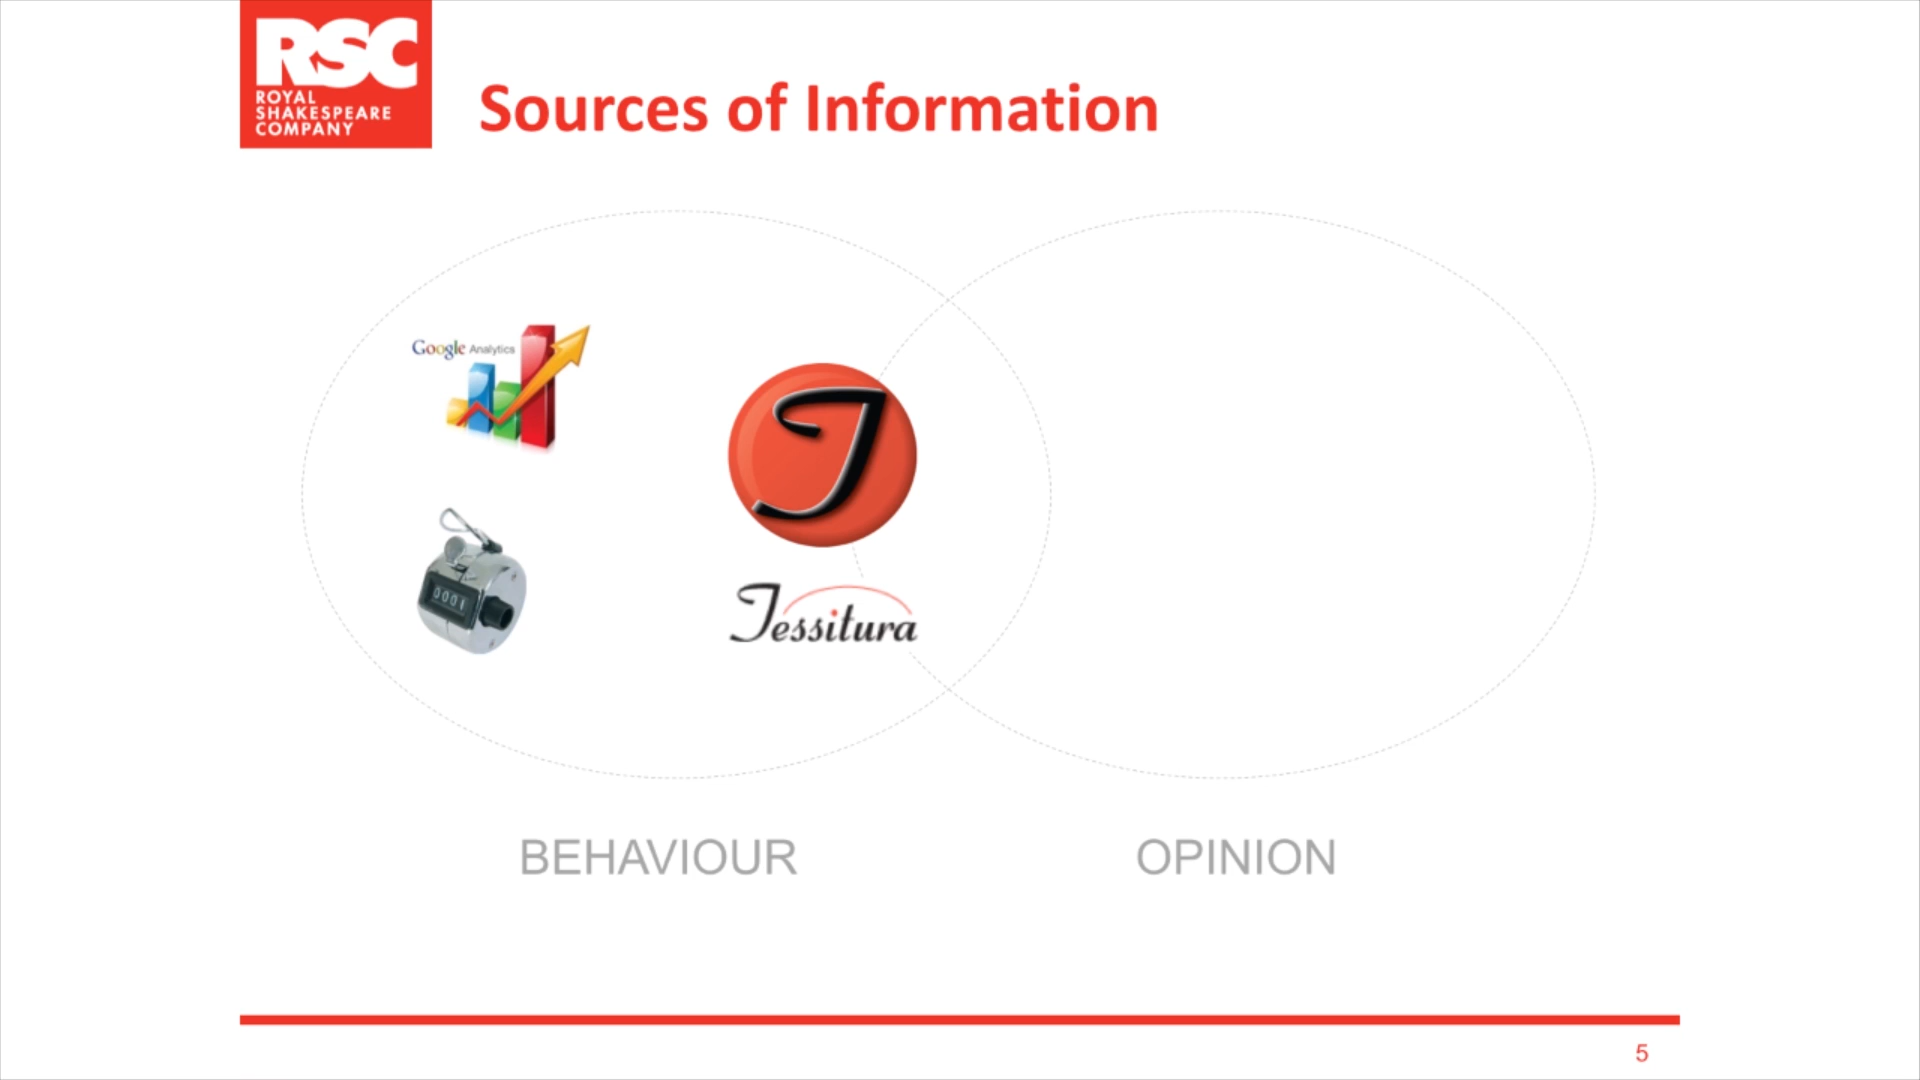 RSC
ROYAL
SHAKESPEARE
COMPANY
Sources of Information
Google Analytics
0001
Tessitura
BEHAVIOUR
OPINION
5